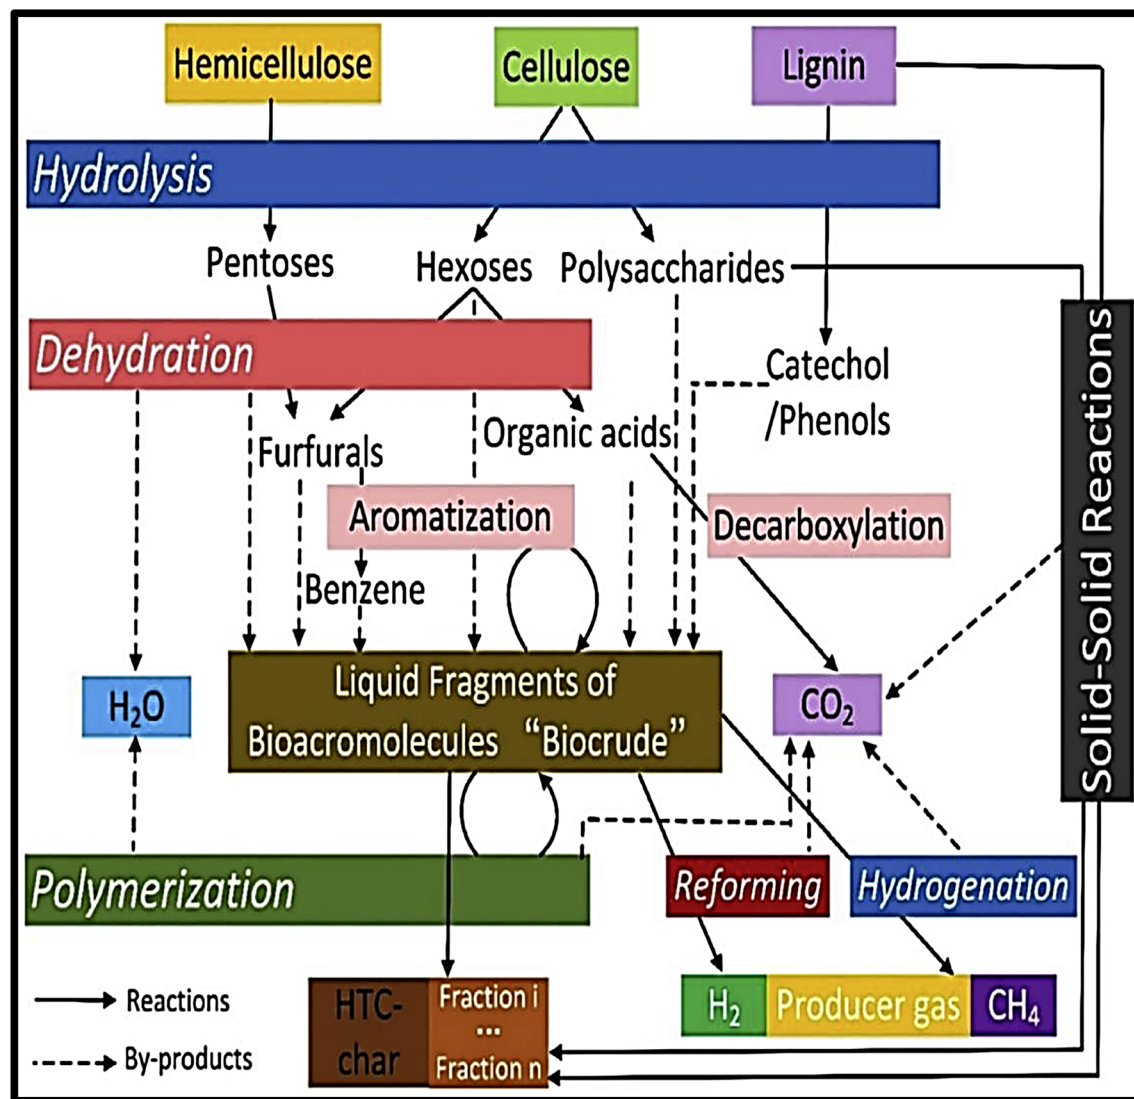 Hemicellulose
Cellulose
Lignin
Hydrolysis
Pentoses
Hexoses
Polysaccharides
Dehydration
Catechol
/Phenols
Furfurals
Organic acids
Aromatization
Decarboxylation
Benzene
Solid-Solid Reactions
Liquid Fragments of
Bioacromolecules “Biocrude”
H₂O
CO₂
Polymerization
Reforming
Hydrogenation
Reactions
By-products
HTC-
char
Fraction i
...
Fraction n
H₂
Producer gas
CH₄